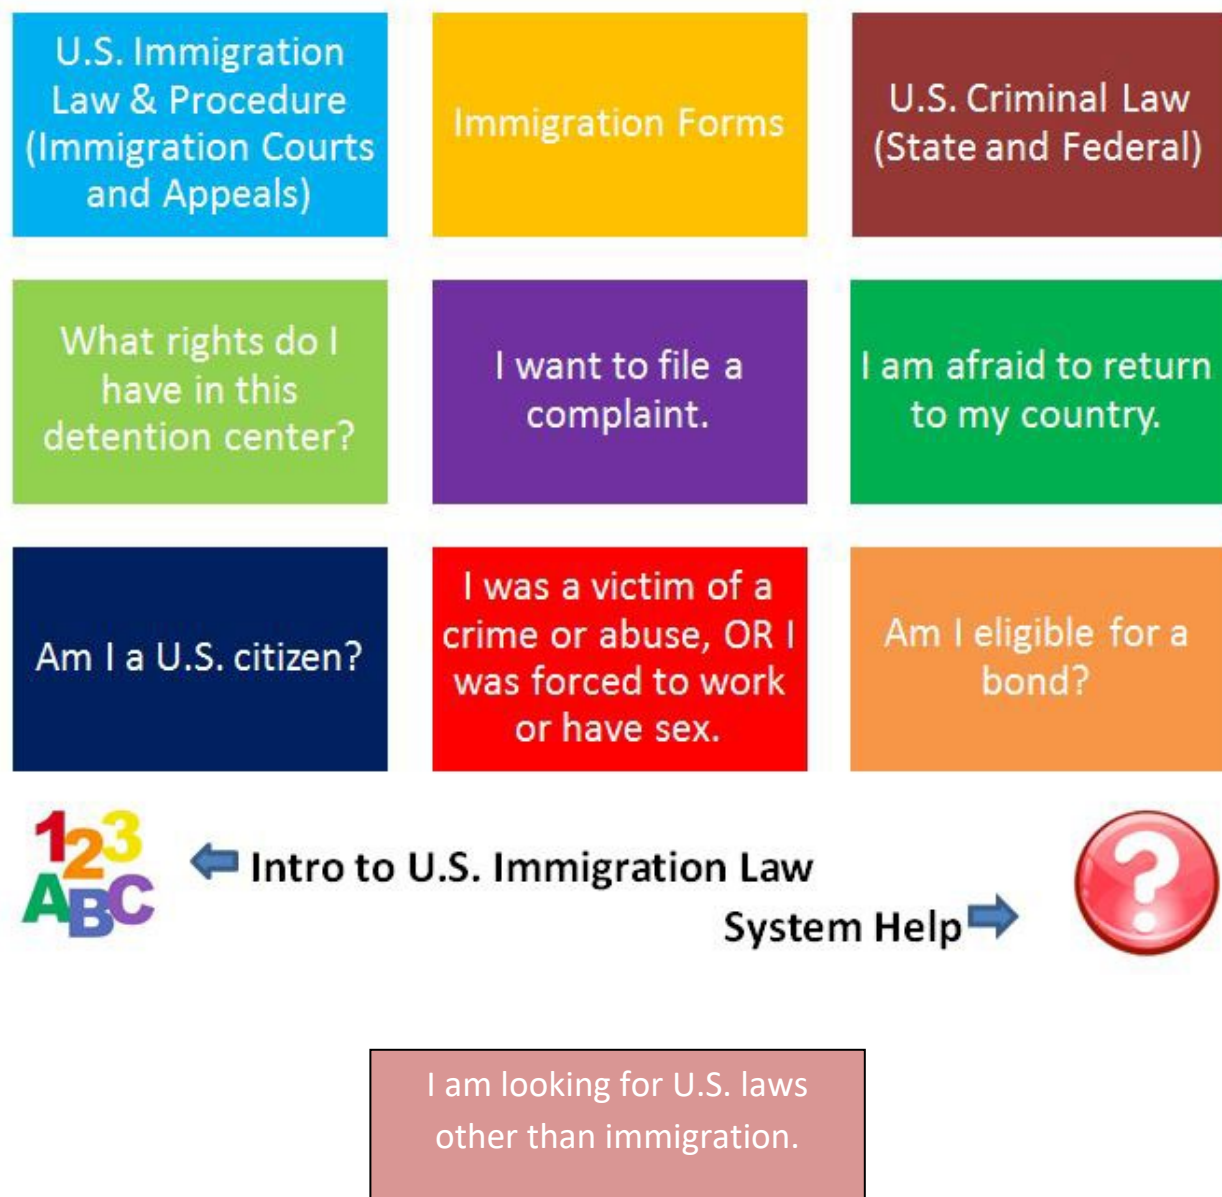 U.S. Immigration
Law & Procedure
(Immigration Courts
and Appeals)
Immigration Forms
U.S. Criminal Law
(State and Federal)
What rights do I
have in this
detention center?
I want to file a
complaint.
I am afraid to return
to my country.
Am I a U.S. citizen?
I was a victim of a
crime or abuse, OR I
was forced to work
or have sex.
Am I eligible for a
bond?
123
ABC
Intro to U.S. Immigration Law
System Help
?
I am looking for U.S. laws
other than immigration.